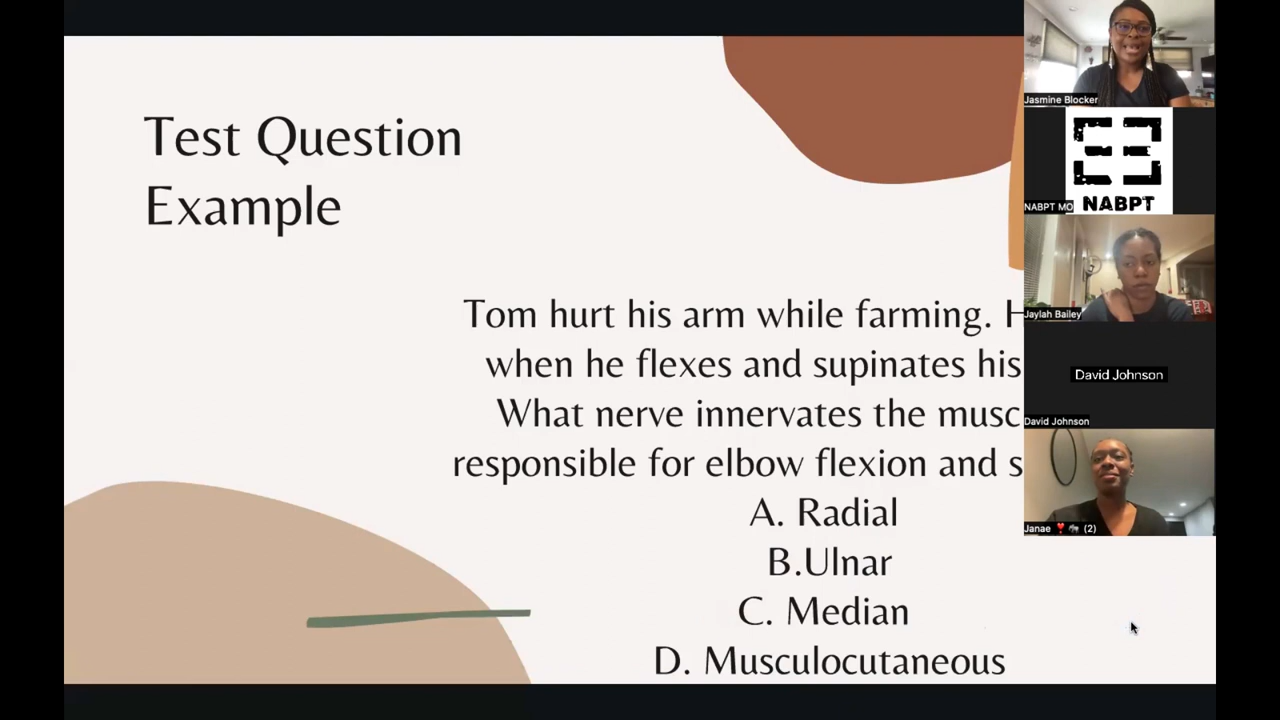 Test Question
Example
Tom hurt his arm while farming.
when he flexes and supinates his
What nerve innervates the musc
responsible for elbow flexion and s
A. Radial
B.Ulnar
C. Median
D. Musculocutaneous
Jasmine Blocker
NABPT
NABPT MO
Jaylah Bailey
David Johnson
David Johnson
Janae ❣️🦓 (2)